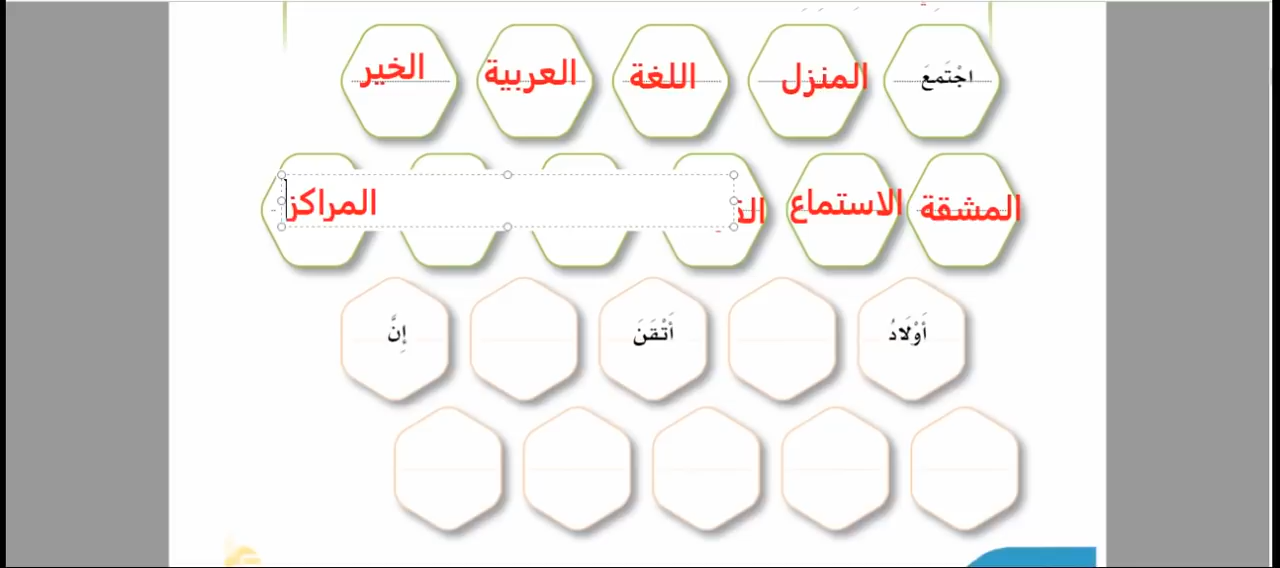 اجْتَمَعَ المنزل اللغة العربية الخير
المشقة الاستماع المراكز
أَوْلَادُ أَتْقَنَ إِنَّ